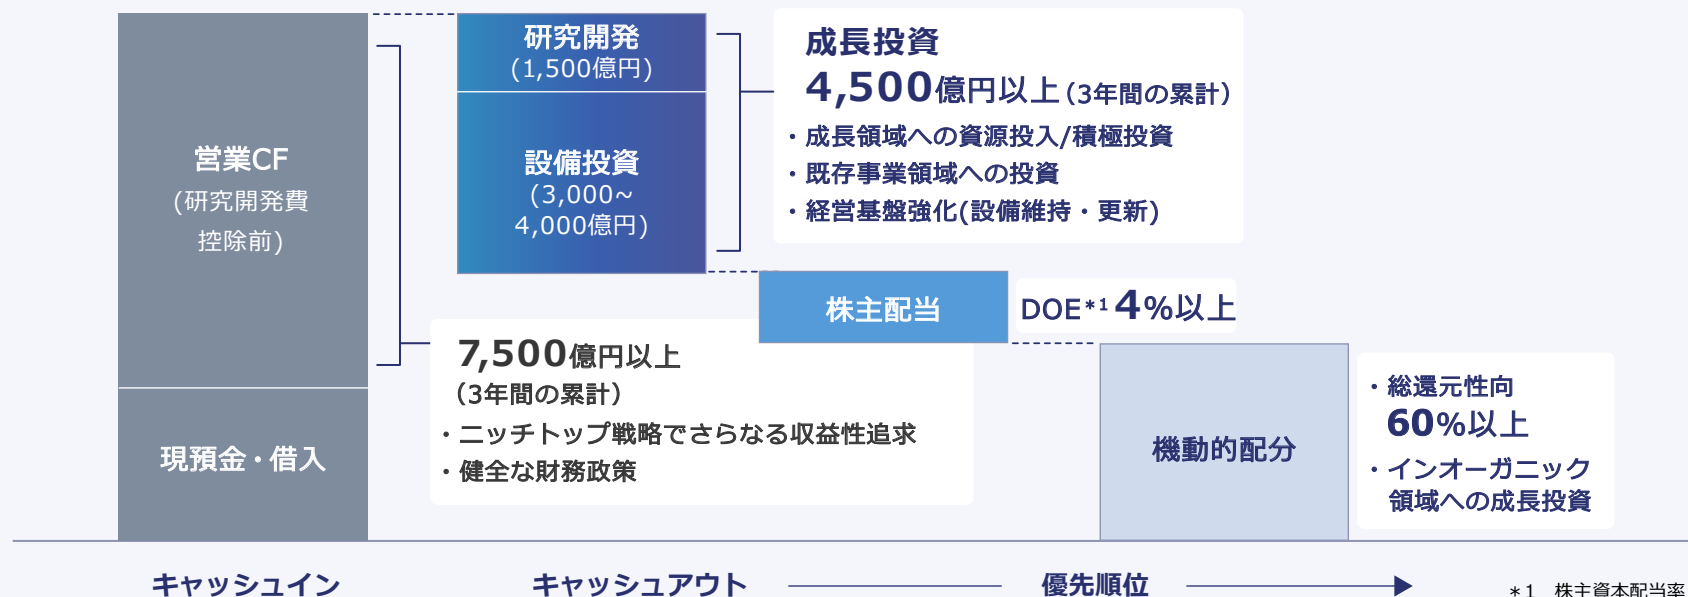 営業CF
(研究開発費
控除前)
現預金・借入
研究開発
(1,500億円)
設備投資
(3,000~
4,000億円)
成長投資
4,500億円以上(3年間の累計)
・成長領域への資源投入/積極投資
・既存事業領域への投資
・経営基盤強化(設備維持・更新)
株主配当
DOE*1 4%以上
7,500億円以上
(3年間の累計)
・ニッチトップ戦略でさらなる収益性追求
・健全な財務政策
機動的配分
・総還元性向
60%以上
・インオーガニック
領域への成長投資
キャッシュイン
キャッシュアウト
優先順位
*1 株主資本配当率